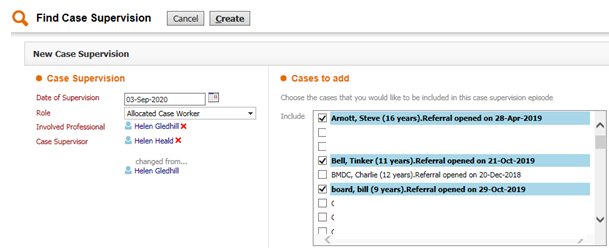 Find Case Supervision Cancel Create
New Case Supervision
Case Supervision
Date of Supervision 03-Sep-2020
Role Allocated Case Worker
Involved Professional Helen Gledhill
Case Supervisor Helen Heald
changed from...
Helen Gledhill
Cases to add
Choose the cases that you would like to be included in this case supervision episode
Include Arnott, Steve (16 years).Referral opened on 28-Apr-2019
Bell, Tinker (11 years).Referral opened on 21-Oct-2019
BMDC, Charlie (12 years).Referral opened on 20-Dec-2018
board, bill (9 years).Referral opened on 29-Oct-2019